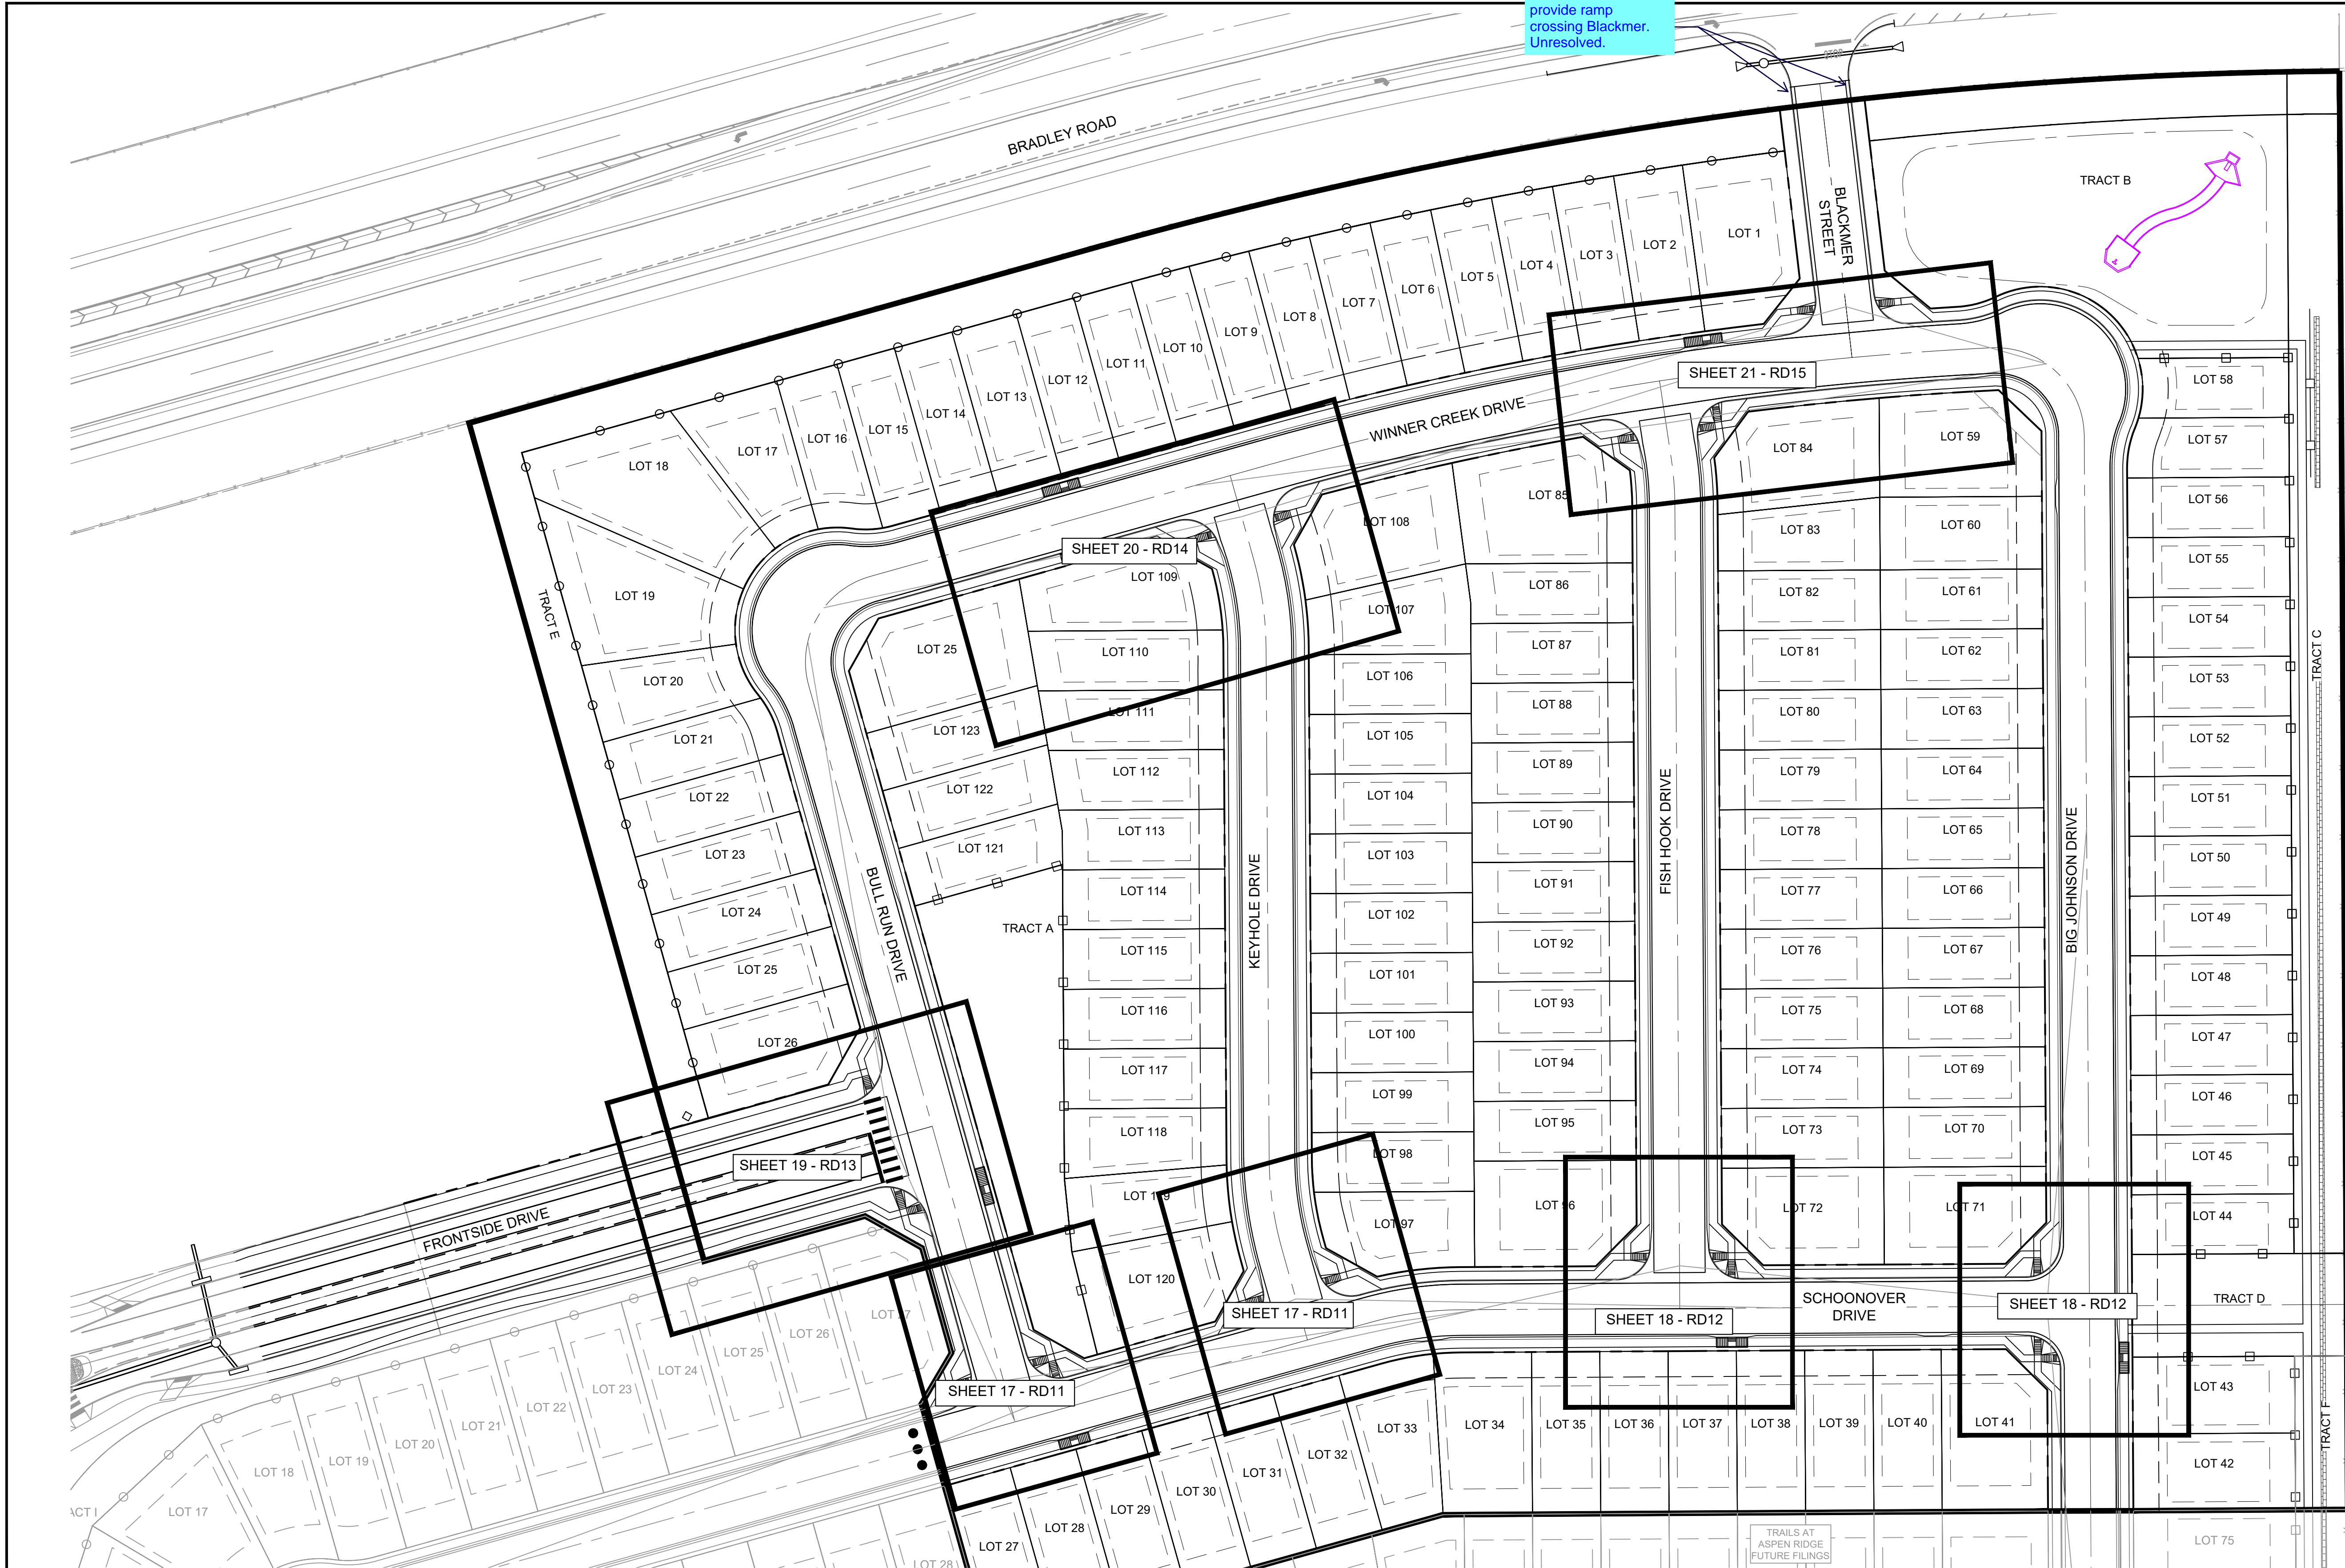 provide ramp
crossing Blackmer.
Unresolved.
STOP
BRADLEY ROAD
TRACT B
BLACKMER
STREET
LOT 1
LOT 2
LOT 3
LOT 4
LOT 5
LOT 6
LOT 7
LOT 8
LOT 9
LOT 10
LOT 11
LOT 12
LOT 13
LOT 14
LOT 15
LOT 16
LOT 17
LOT 18
LOT 19
TRACT E
LOT 20
LOT 21
LOT 22
LOT 23
LOT 24
LOT 25
LOT 26
SHEET 21 - RD15
WINNER CREEK DRIVE
SHEET 20 - RD14
LOT 109
LOT 25
LOT 110
LOT 111
LOT 123
LOT 122
LOT 121
LOT 112
LOT 113
LOT 114
LOT 115
LOT 116
LOT 117
LOT 118
LOT 119
LOT 120
TRACT A
BULL RUN DRIVE
KEYHOLE DRIVE
LOT 108
LOT 107
LOT 106
LOT 105
LOT 104
LOT 103
LOT 102
LOT 101
LOT 100
LOT 99
LOT 98
LOT 97
LOT 85
LOT 86
LOT 87
LOT 88
LOT 89
LOT 90
LOT 91
LOT 92
LOT 93
LOT 94
LOT 95
LOT 96
FISH HOOK DRIVE
LOT 84
LOT 83
LOT 82
LOT 81
LOT 80
LOT 79
LOT 78
LOT 77
LOT 76
LOT 75
LOT 74
LOT 73
LOT 72
LOT 59
LOT 60
LOT 61
LOT 62
LOT 63
LOT 64
LOT 65
LOT 66
LOT 67
LOT 68
LOT 69
LOT 70
LOT 71
BIG JOHNSON DRIVE
LOT 58
LOT 57
LOT 56
LOT 55
LOT 54
LOT 53
LOT 52
LOT 51
LOT 50
LOT 49
LOT 48
LOT 47
LOT 46
LOT 45
LOT 44
TRACT C
TRACT D
TRACT F
LOT 43
LOT 42
SHEET 19 - RD13
FRONTSIDE DRIVE
SHEET 17 - RD11
SHEET 17 - RD11
SHEET 18 - RD12
SCHOONOVER
DRIVE
SHEET 18 - RD12
LOT 27
LOT 26
LOT 25
LOT 24
LOT 23
LOT 22
LOT 21
LOT 20
LOT 19
LOT 18
LOT 17
ACT I
LOT 28
LOT 27
LOT 28
LOT 29
LOT 30
LOT 31
LOT 32
LOT 33
LOT 34
LOT 35
LOT 36
LOT 37
LOT 38
LOT 39
LOT 40
LOT 41
TRAILS AT
ASPEN RIDGE
FUTURE FILINGS
LOT 75